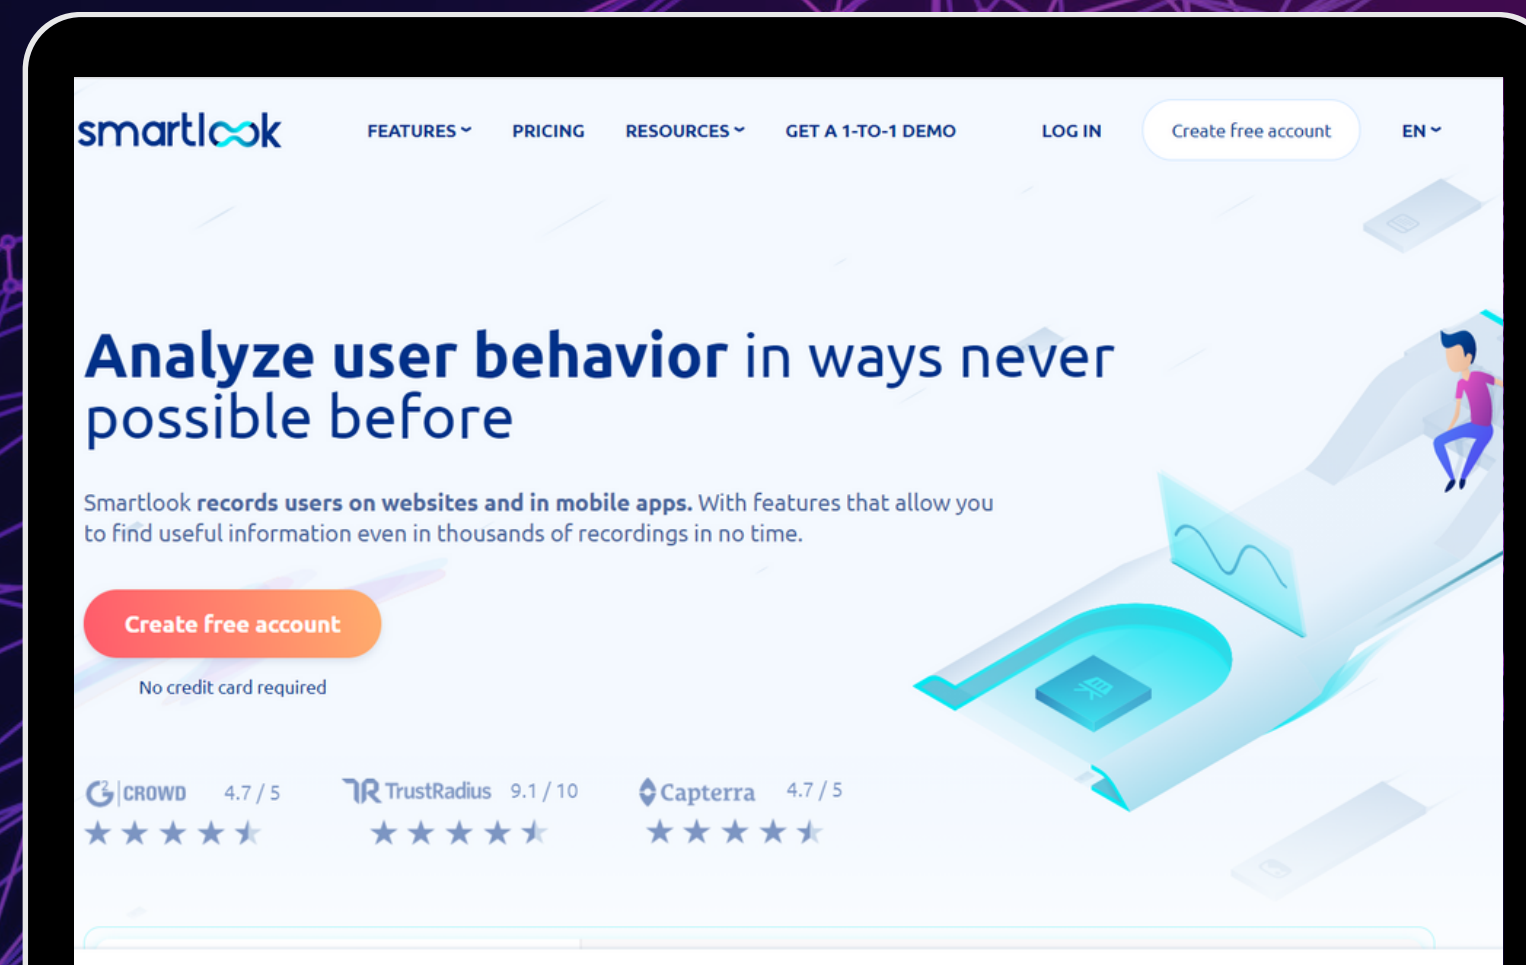 smartlook
FEATURES PRICING RESOURCES GET A 1-TO-1 DEMO LOG IN Create free account EN
Analyze user behavior in ways never
possible before
Smartlook records users on websites and in mobile apps. With features that allow you
to find useful information even in thousands of recordings in no time.
Create free account
No credit card required
G2 CROWD 4.7 / 5
TrustRadius 9.1 / 10
Capterra 4.7 / 5